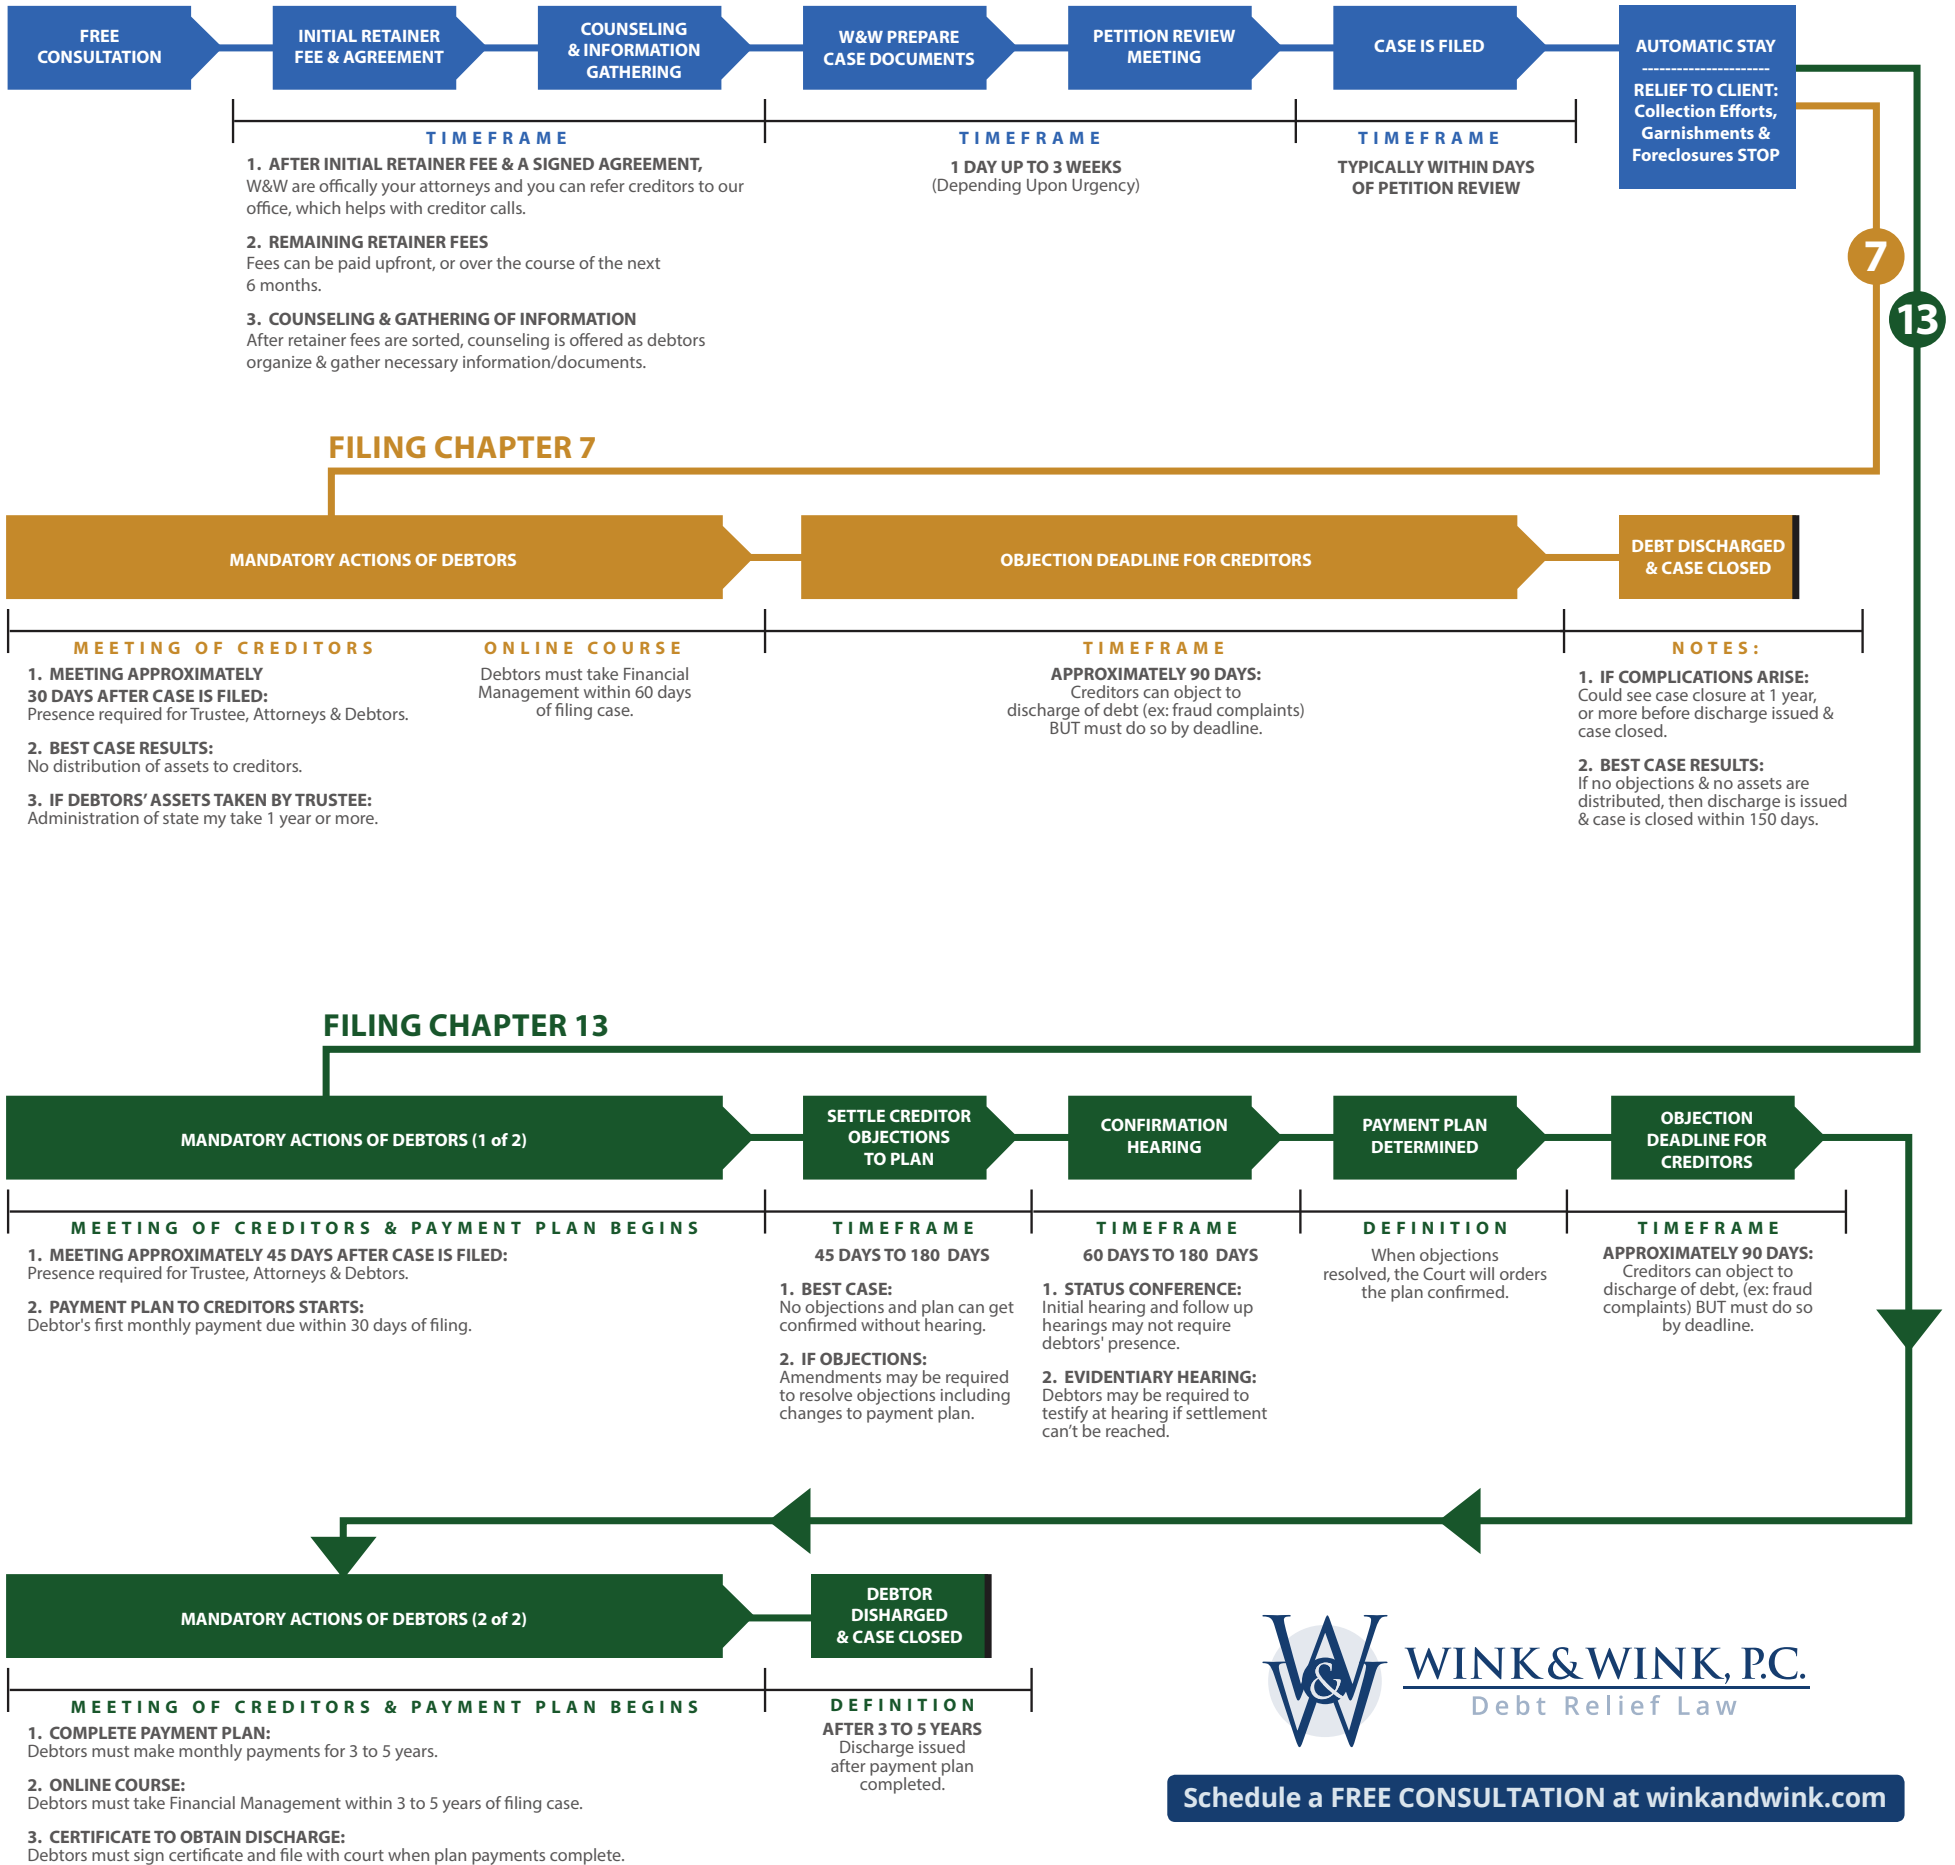 FREE
CONSULTATION
INITIAL RETAINER
FEE & AGREEMENT
COUNSELING
& INFORMATION
GATHERING
W&W PREPARE
CASE DOCUMENTS
PETITION REVIEW
MEETING
CASE IS FILED
AUTOMATIC STAY
----------------------
RELIEF TO CLIENT:
Collection Efforts,
Garnishments &
Foreclosures STOP
TIMEFRAME
1. AFTER INITIAL RETAINER FEE & A SIGNED AGREEMENT,
W&W are offically your attorneys and you can refer creditors to our
office, which helps with creditor calls.
2. REMAINING RETAINER FEES
Fees can be paid upfront, or over the course of the next
6 months.
3. COUNSELING & GATHERING OF INFORMATION
After retainer fees are sorted, counseling is offered as debtors
organize & gather necessary information/documents.
TIMEFRAME
1 DAY UP TO 3 WEEKS
(Depending Upon Urgency)
TIMEFRAME
TYPICALLY WITHIN DAYS
OF PETITION REVIEW
7
13
FILING CHAPTER 7
MANDATORY ACTIONS OF DEBTORS
OBJECTION DEADLINE FOR CREDITORS
DEBT DISCHARGED
& CASE CLOSED
MEETING OF CREDITORS
1. MEETING APPROXIMATELY
30 DAYS AFTER CASE IS FILED:
Presence required for Trustee, Attorneys & Debtors.
2. BEST CASE RESULTS:
No distribution of assets to creditors.
3. IF DEBTORS’ ASSETS TAKEN BY TRUSTEE:
Administration of state my take 1 year or more.
ONLINE COURSE
Debtors must take Financial
Management within 60 days
of filing case.
TIMEFRAME
APPROXIMATELY 90 DAYS:
Creditors can object to
discharge of debt (ex: fraud complaints)
BUT must do so by deadline.
NOTES:
1. IF COMPLICATIONS ARISE:
Could see case closure at 1 year,
or more before discharge issued &
case closed.
2. BEST CASE RESULTS:
If no objections & no assets are
distributed, then discharge is issued
& case is closed within 150 days.
FILING CHAPTER 13
MANDATORY ACTIONS OF DEBTORS (1 of 2)
SETTLE CREDITOR
OBJECTIONS
TO PLAN
CONFIRMATION
HEARING
PAYMENT PLAN
DETERMINED
OBJECTION
DEADLINE FOR
CREDITORS
MEETING OF CREDITORS & PAYMENT PLAN BEGINS
1. MEETING APPROXIMATELY 45 DAYS AFTER CASE IS FILED:
Presence required for Trustee, Attorneys & Debtors.
2. PAYMENT PLAN TO CREDITORS STARTS:
Debtor's first monthly payment due within 30 days of filing.
TIMEFRAME
45 DAYS TO 180 DAYS
1. BEST CASE:
No objections and plan can get
confirmed without hearing.
2. IF OBJECTIONS:
Amendments may be required
to resolve objections including
changes to payment plan.
TIMEFRAME
60 DAYS TO 180 DAYS
1. STATUS CONFERENCE:
Initial hearing and follow up
hearings may not require
debtors' presence.
2. EVIDENTIARY HEARING:
Debtors may be required to
testify at hearing if settlement
can’t be reached.
DEFINITION
When objections
resolved, the Court will orders
the plan confirmed.
TIMEFRAME
APPROXIMATELY 90 DAYS:
Creditors can object to
discharge of debt, (ex: fraud
complaints) BUT must do so
by deadline.
MANDATORY ACTIONS OF DEBTORS (2 of 2)
DEBTOR
DISHARGED
& CASE CLOSED
MEETING OF CREDITORS & PAYMENT PLAN BEGINS
1. COMPLETE PAYMENT PLAN:
Debtors must make monthly payments for 3 to 5 years.
2. ONLINE COURSE:
Debtors must take Financial Management within 3 to 5 years of filing case.
3. CERTIFICATE TO OBTAIN DISCHARGE:
Debtors must sign certificate and file with court when plan payments complete.
DEFINITION
AFTER 3 TO 5 YEARS
Discharge issued
after payment plan
completed.
W&W
WINK & WINK, P.C.
Debt Relief Law
Schedule a FREE CONSULTATION at winkandwink.com